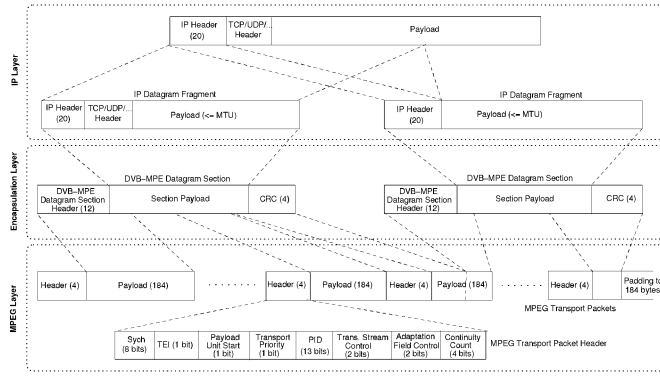 IP Layer
IP Header
(20)
TCP/UDP/...
Header
Payload
IP Datagram Fragment
IP Header
(20)
TCP/UDP/...
Header
Payload (<= MTU)
IP Datagram Fragment
IP Header
(20)
Payload (<= MTU)
Encapsulation Layer
DVB–MPE Datagram Section
DVB–MPE
Datagram Section
Header (12)
Section Payload
CRC (4)
DVB–MPE Datagram Section
DVB–MPE
Datagram Section
Header (12)
Section Payload
CRC (4)
MPEG Layer
Header (4)
Payload (184)
Header (4)
Payload (184)
Header (4)
Payload (184)
Header (4)
Padding to
184 bytes
MPEG Transport Packets
Sych
(8 bits)
TEI (1 bit)
Payload
Unit Start
(1 bit)
Transport
Priority
(1 bit)
PID
(13 bits)
Trans. Stream
Control
(2 bits)
Adaptation
Field Control
(2 bits)
Continuity
Count
(4 bits)
MPEG Transport Packet Header